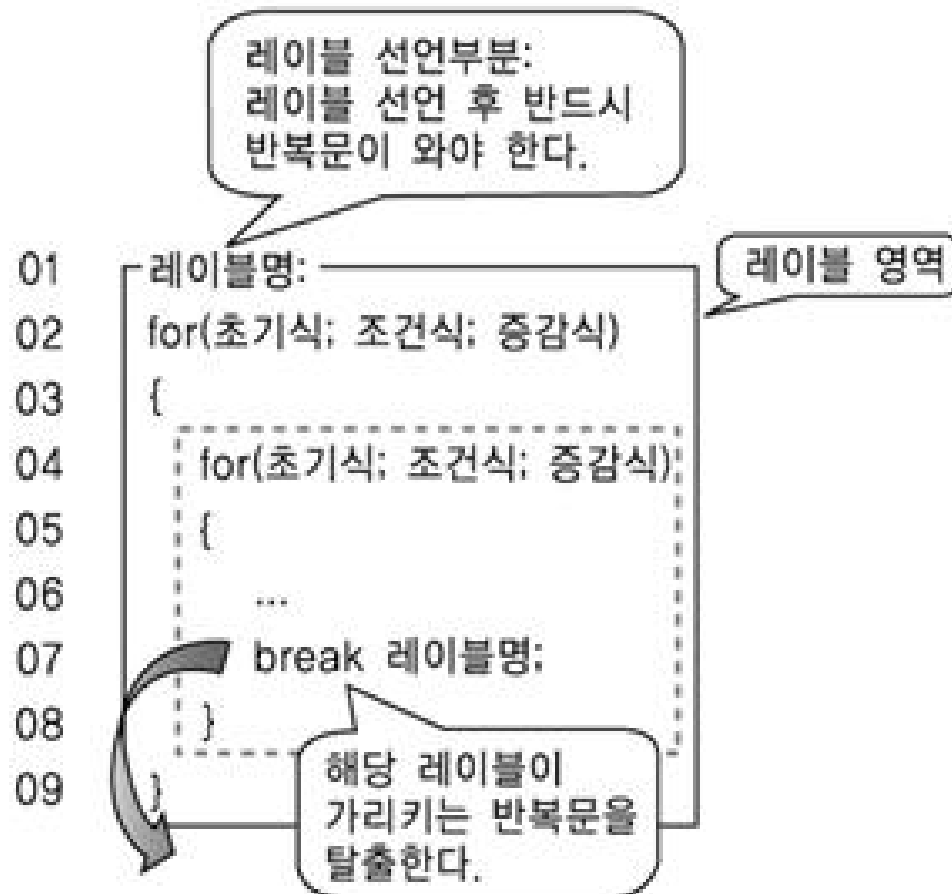 레이블 선언부분:
레이블 선언 후 반드시
반복문이 와야 한다.
01 레이블명:
레이블 영역
02 for(초기식; 조건식; 증감식)
03 {
04 for(초기식; 조건식; 증감식)
05 {
06 ...
07 break 레이블명;
08 }
09 }
해당 레이블이
가리키는 반복문을
탈출한다.